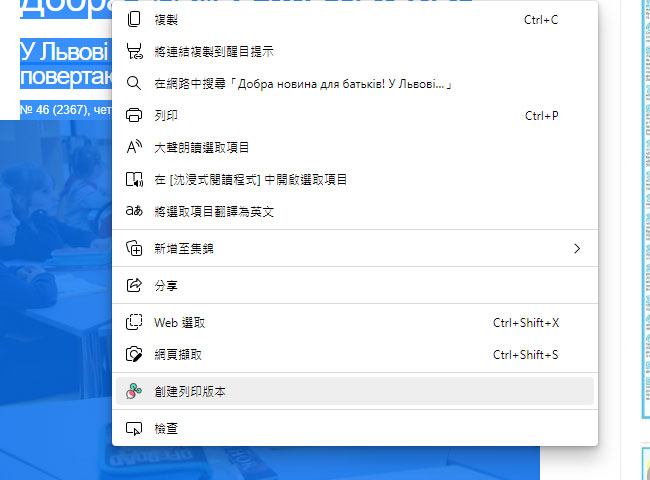 У Львові
повертаю
№ 46 (2367), чет
複製 Ctrl+C
將連結複製到醒目提示
在網路中搜尋「Добра новина для батьків! У Львові...」
列印 Ctrl+P
大聲朗讀選取項目
在 [沈浸式閱讀程式] 中開啟選取項目
將選取項目翻譯為英文
新增至集錦
分享
Web 選取 Ctrl+Shift+X
網頁擷取 Ctrl+Shift+S
創建列印版本
檢查